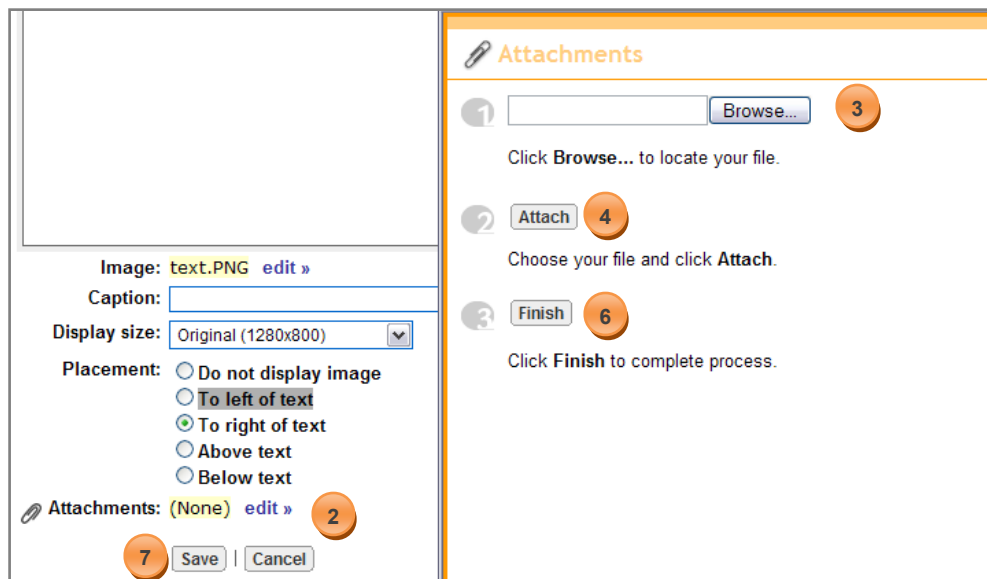 Image: text.PNG edit »
Caption:
Display size: Original (1280x800)
Placement: Do not display image
To left of text
To right of text
Above text
Below text
Attachments: (None) edit » 2
7 Save | Cancel
Attachments
1 Browse... 3
Click Browse... to locate your file.
2 Attach 4
Choose your file and click Attach.
3 Finish 6
Click Finish to complete process.